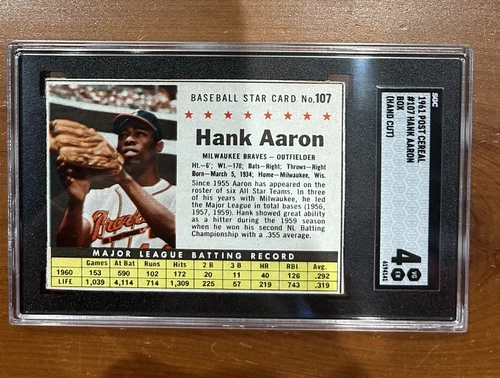 BASEBALL STAR CARD No.107
Hank Aaron
MILWAUKEE BRAVES – OUTFIELDER
Ht.—6'; Wt.—170; Bats—Right; Throws—Right
Born—March 5, 1934; Home—Milwaukee, Wis.
Since 1955 Aaron has appeared on
the roster of six All Star Teams. In three
of his years with Milwaukee, he led
the Major League in total bases (1956,
1957, 1959). Hank showed great ability
as a hitter during the 1959 season
when he won his second NL Batting
Championship with a .355 average.
Braves
MAJOR LEAGUE BATTING RECORD
Games At Bat Runs Hits 2 B 3 B HR RBI Av.
1960 153 590 102 172 20 11 40 126 .292
LIFE 1,039 4,114 714 1,309 225 57 219 743 .319
SGC
1961 POST CEREAL
#107 HANK AARON
BOX
(HAND CUT)
VG
4
EX